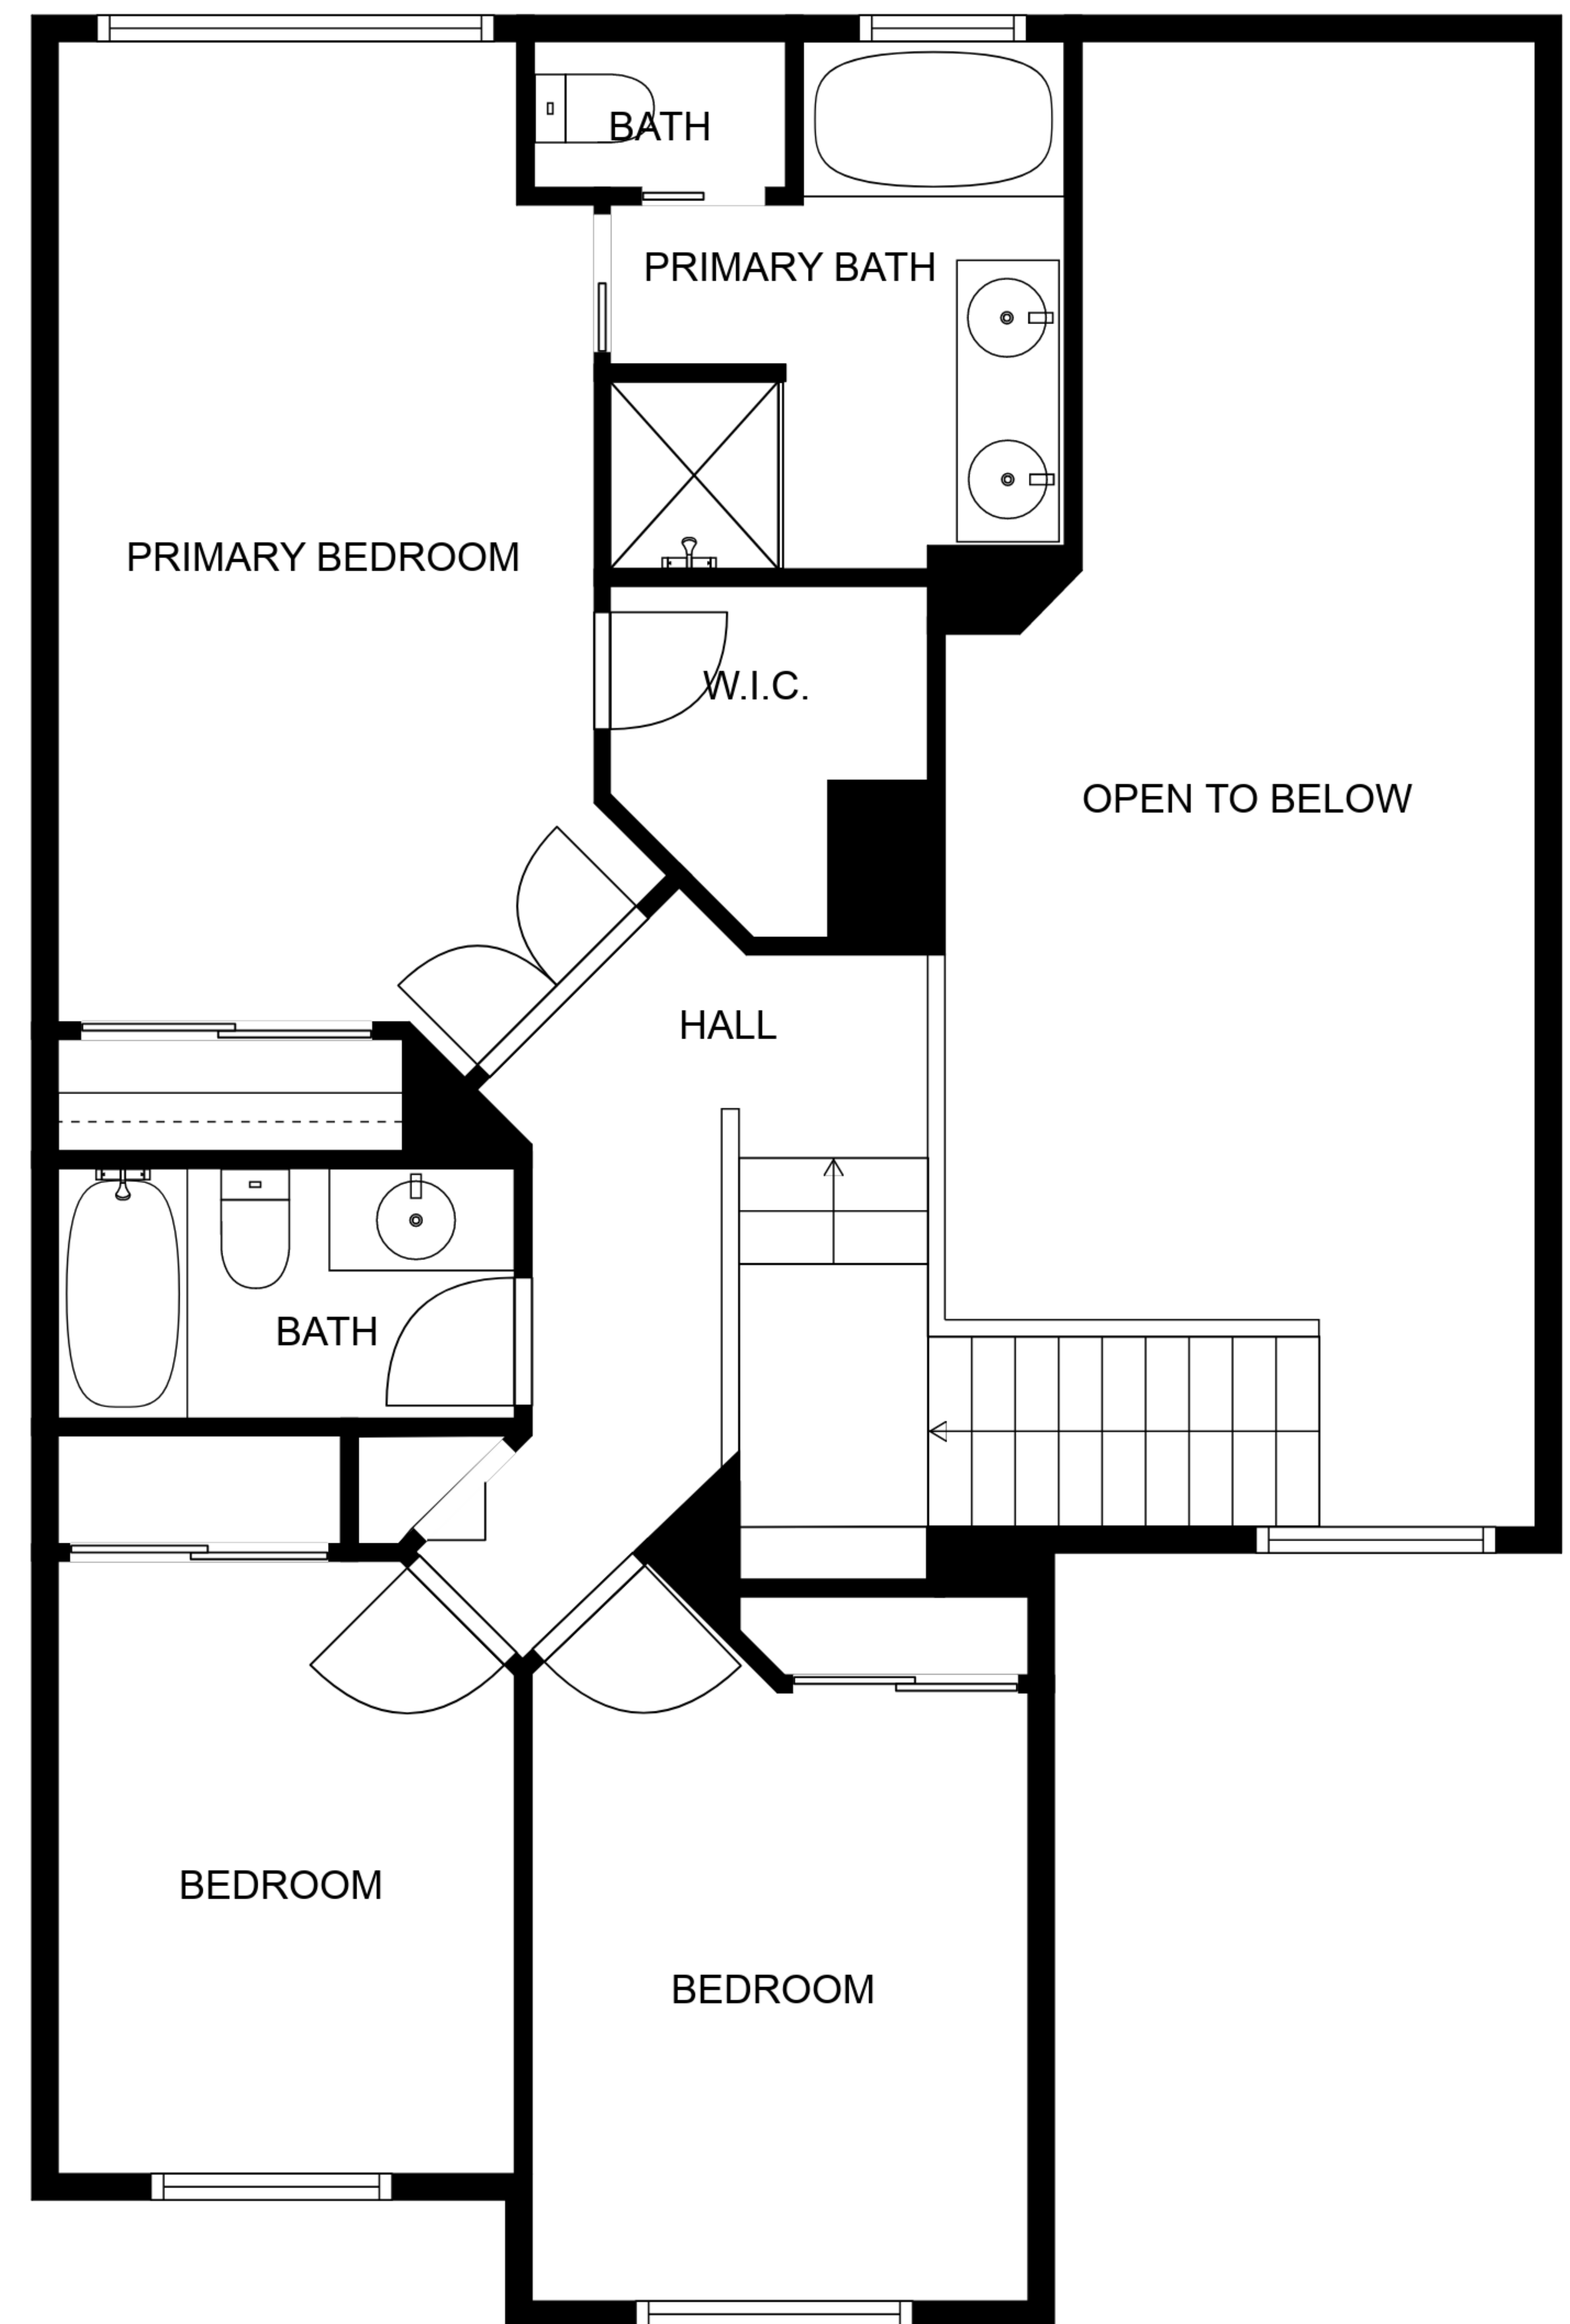 BATH
PRIMARY BATH
PRIMARY BEDROOM
W.I.C.
OPEN TO BELOW
HALL
BATH
BEDROOM
BEDROOM